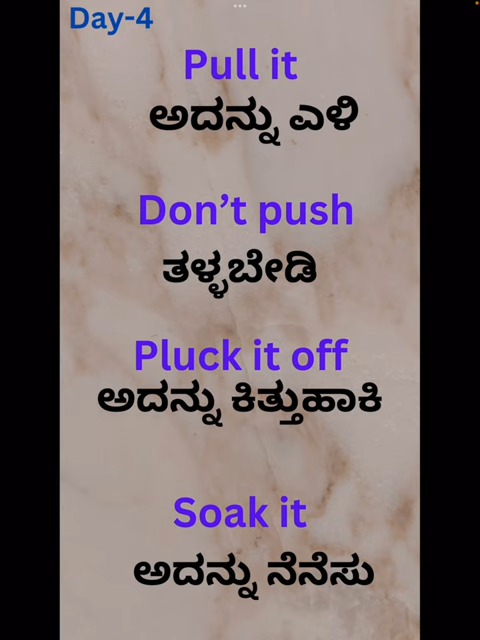 Day-4
Pull it
ಅದನ್ನು ಎಳಿ
Don’t push
ತಳ್ಳಬೇಡಿ
Pluck it off
ಅದನ್ನು ಕಿತ್ತುಹಾಕಿ
Soak it
ಅದನ್ನು ನೆನೆಸು